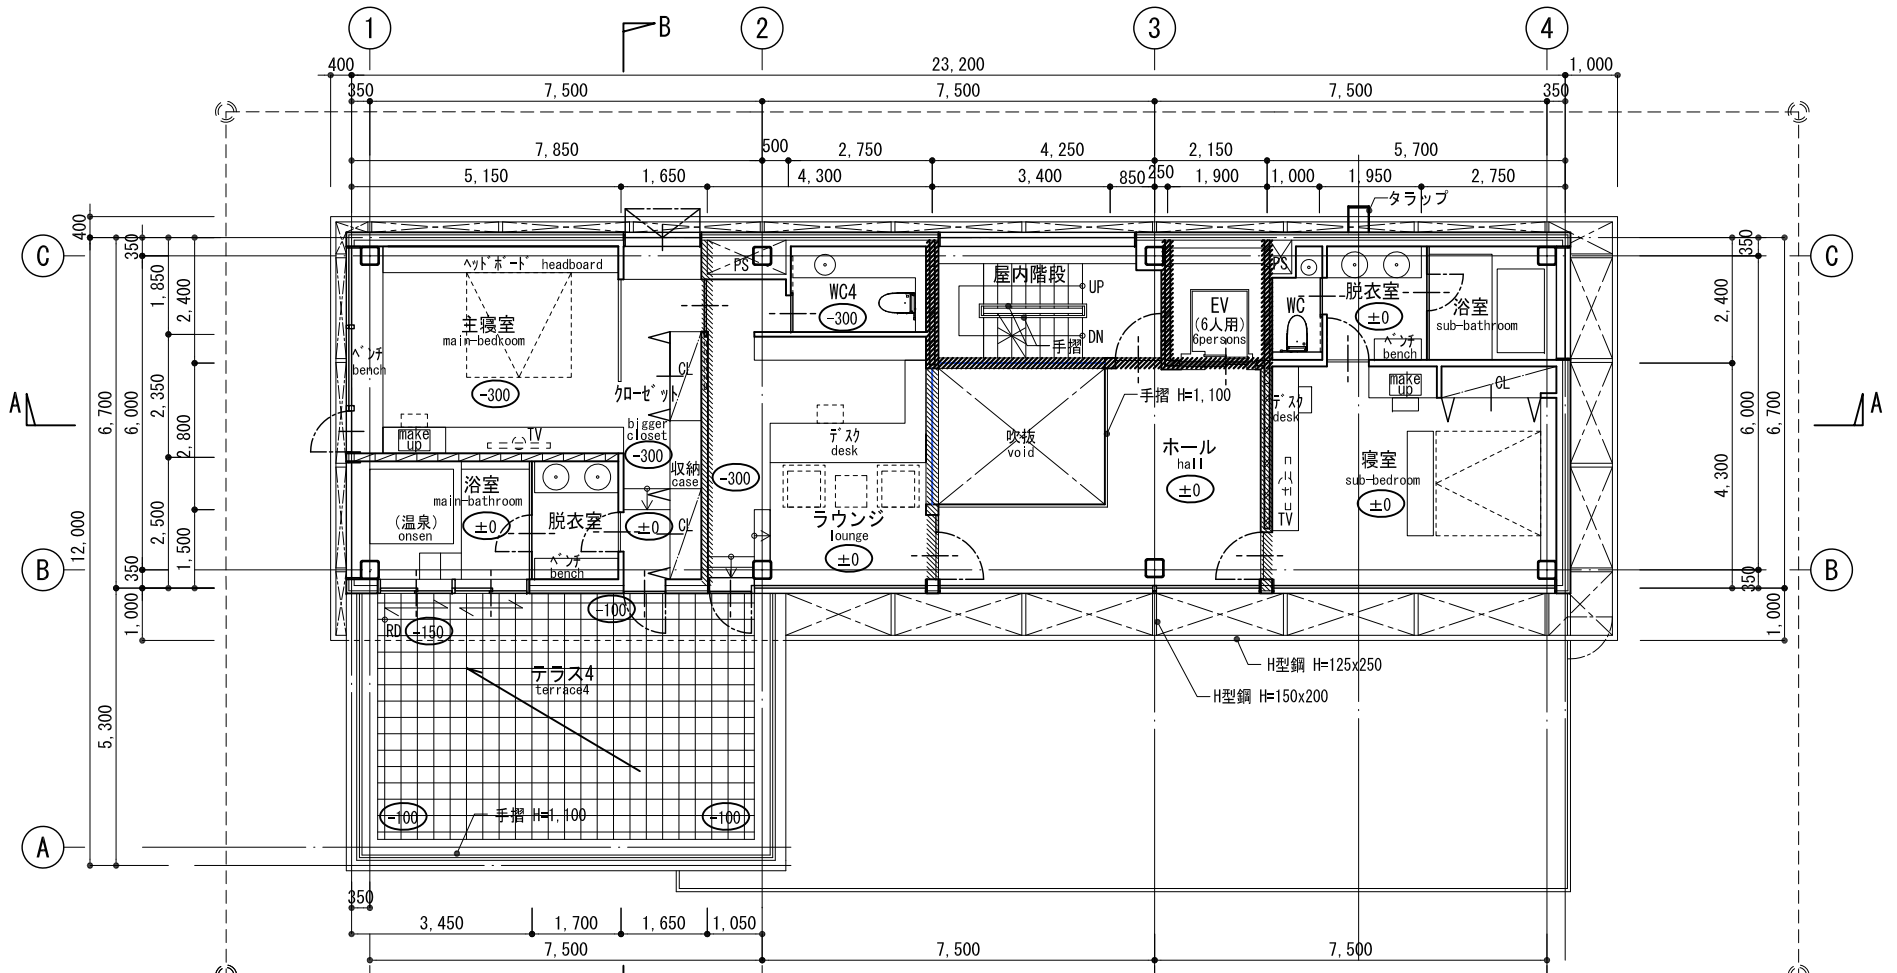 1
B
2
3
4
400
23,200
1,000
350
7,500
7,500
7,500
350
7,850
500
2,750
4,250
2,150
5,700
5,150
1,650
4,300
3,400
850
250
1,900
1,000
1,950
2,750
タラップ
C
C
400
350
1,850
2,400
6,000
6,700
2,350
2,800
2,500
1,500
350
12,000
1,000
5,300
350
2,400
6,000
6,700
4,300
350
1,000
A
A
B
B
A
ヘッドボード headboard
主寝室
main-bedroom
-300
ベンチ
bench
make
up
TV
PS
WC4
-300
CL
クローゼット
bigger
closet
-300
収納
case
CL
±0
浴室
main-bathroom
±0
(温泉)
onsen
脱衣室
ベンチ
bench
-300
デスク
desk
ラウンジ
lounge
±0
屋内階段
UP
DN
手摺
吹抜
void
手摺 H=1,100
EV
(6人用)
6persons
ホール
hall
±0
PS
WC
脱衣室
±0
ベンチ
bench
浴室
sub-bathroom
make
up
CL
デスク
desk
TV
寝室
sub-bedroom
±0
RD
-150
-100
テラス4
terrace4
-100
-100
手摺 H=1,100
H型鋼 H=125x250
H型鋼 H=150x200
350
3,450
1,700
1,650
1,050
7,500
7,500
7,500